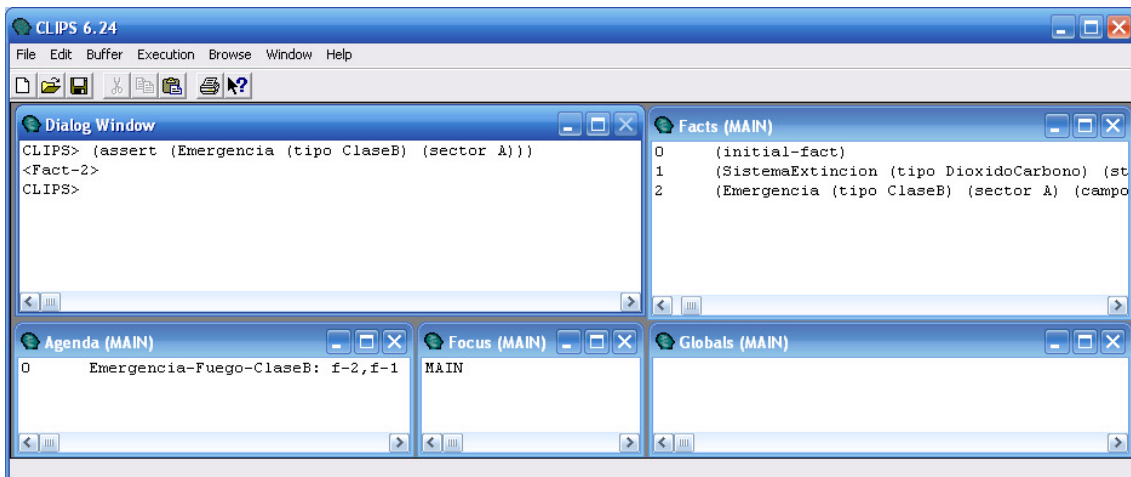 CLIPS 6.24
File Edit Buffer Execution Browse Window Help
Dialog Window
CLIPS> (assert (Emergencia (tipo ClaseB) (sector A)))
<Fact-2>
CLIPS>
Facts (MAIN)
0 (initial-fact)
1 (SistemaExtincion (tipo DioxidoCarbono) (st
2 (Emergencia (tipo ClaseB) (sector A) (campo
Agenda (MAIN)
0 Emergencia-Fuego-ClaseB: f-2,f-1
Focus (MAIN)
MAIN
Globals (MAIN)